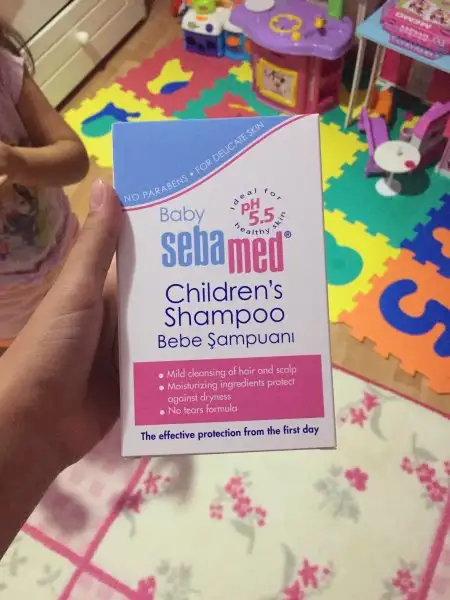 NO PARABENS • FOR DELICATE SKIN
Baby
ideal for
pH
5.5
healthy skin
sebamed®
Children's
Shampoo
Bebe Şampuanı
• Mild cleansing of hair and scalp
• Moisturizing ingredients protect
against dryness
• No tears formula
The effective protection from the first day
5